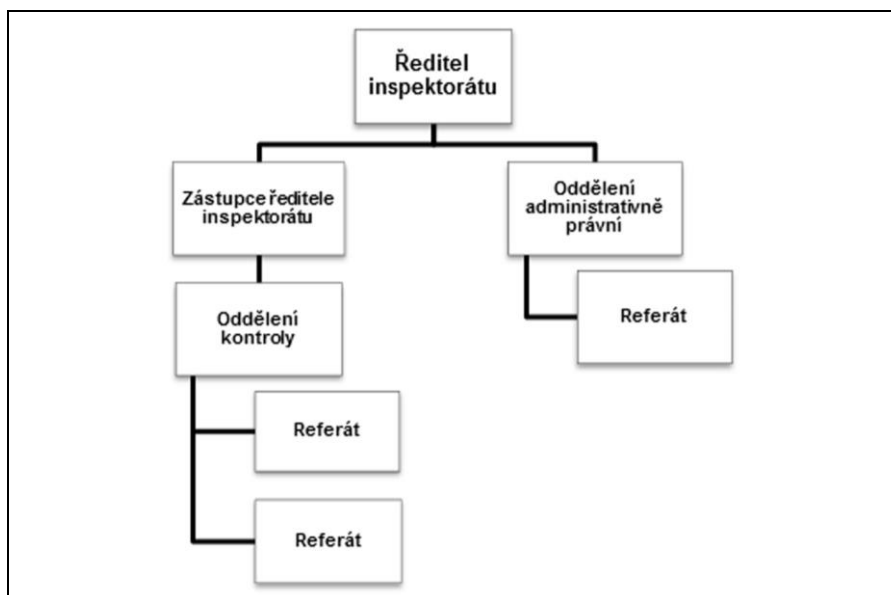 Ředitel
inspektorátu
Zástupce ředitele
inspektorátu
Oddělení
administrativně
právní
Oddělení
kontroly
Referát
Referát
Referát